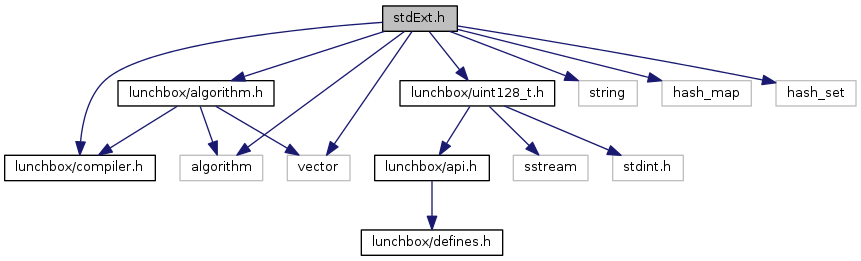 stdExt.h
lunchbox/algorithm.h
lunchbox/uint128_t.h
string
hash_map
hash_set
lunchbox/compiler.h
algorithm
vector
lunchbox/api.h
sstream
stdint.h
lunchbox/defines.h